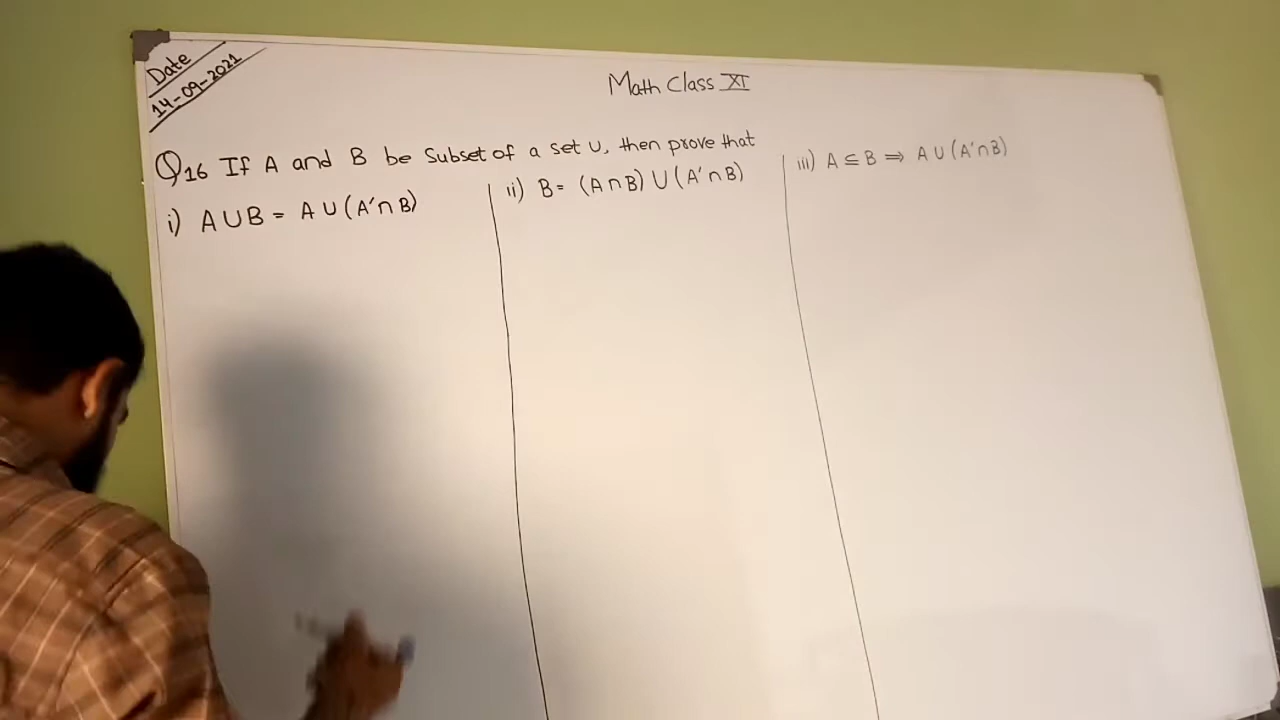 Date
14-09-2021
Math Class XI
Q16 If A and B be Subset of a set U, then prove that
i) A∪B = A∪(A'∩B)
ii) B= (A∩B)∪(A'∩B)
iii) A⊆B ⇒ A∪(A'∩B)